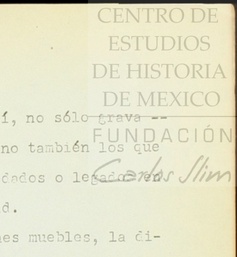 CENTRO DE
ESTUDIOS
DE HISTORIA
DE MEXICO
FUNDACIÓN
Carlos Slim
í, no sólo grava --
no también los que
dados o legados en
d.
nes muebles, la di-